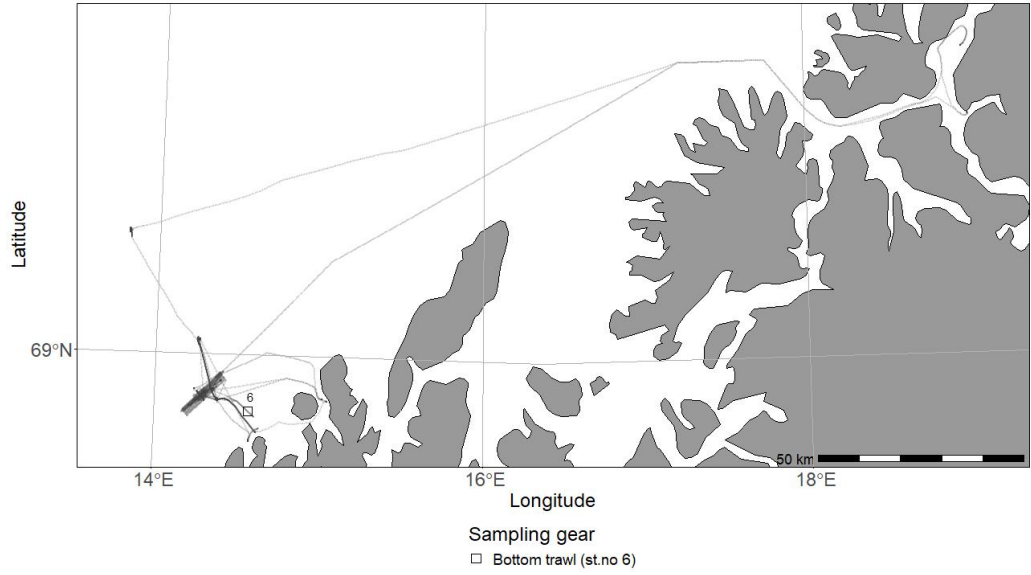 Latitude
69°N
6
50 km
14°E
16°E
18°E
Longitude
Sampling gear
Bottom trawl (st.no 6)